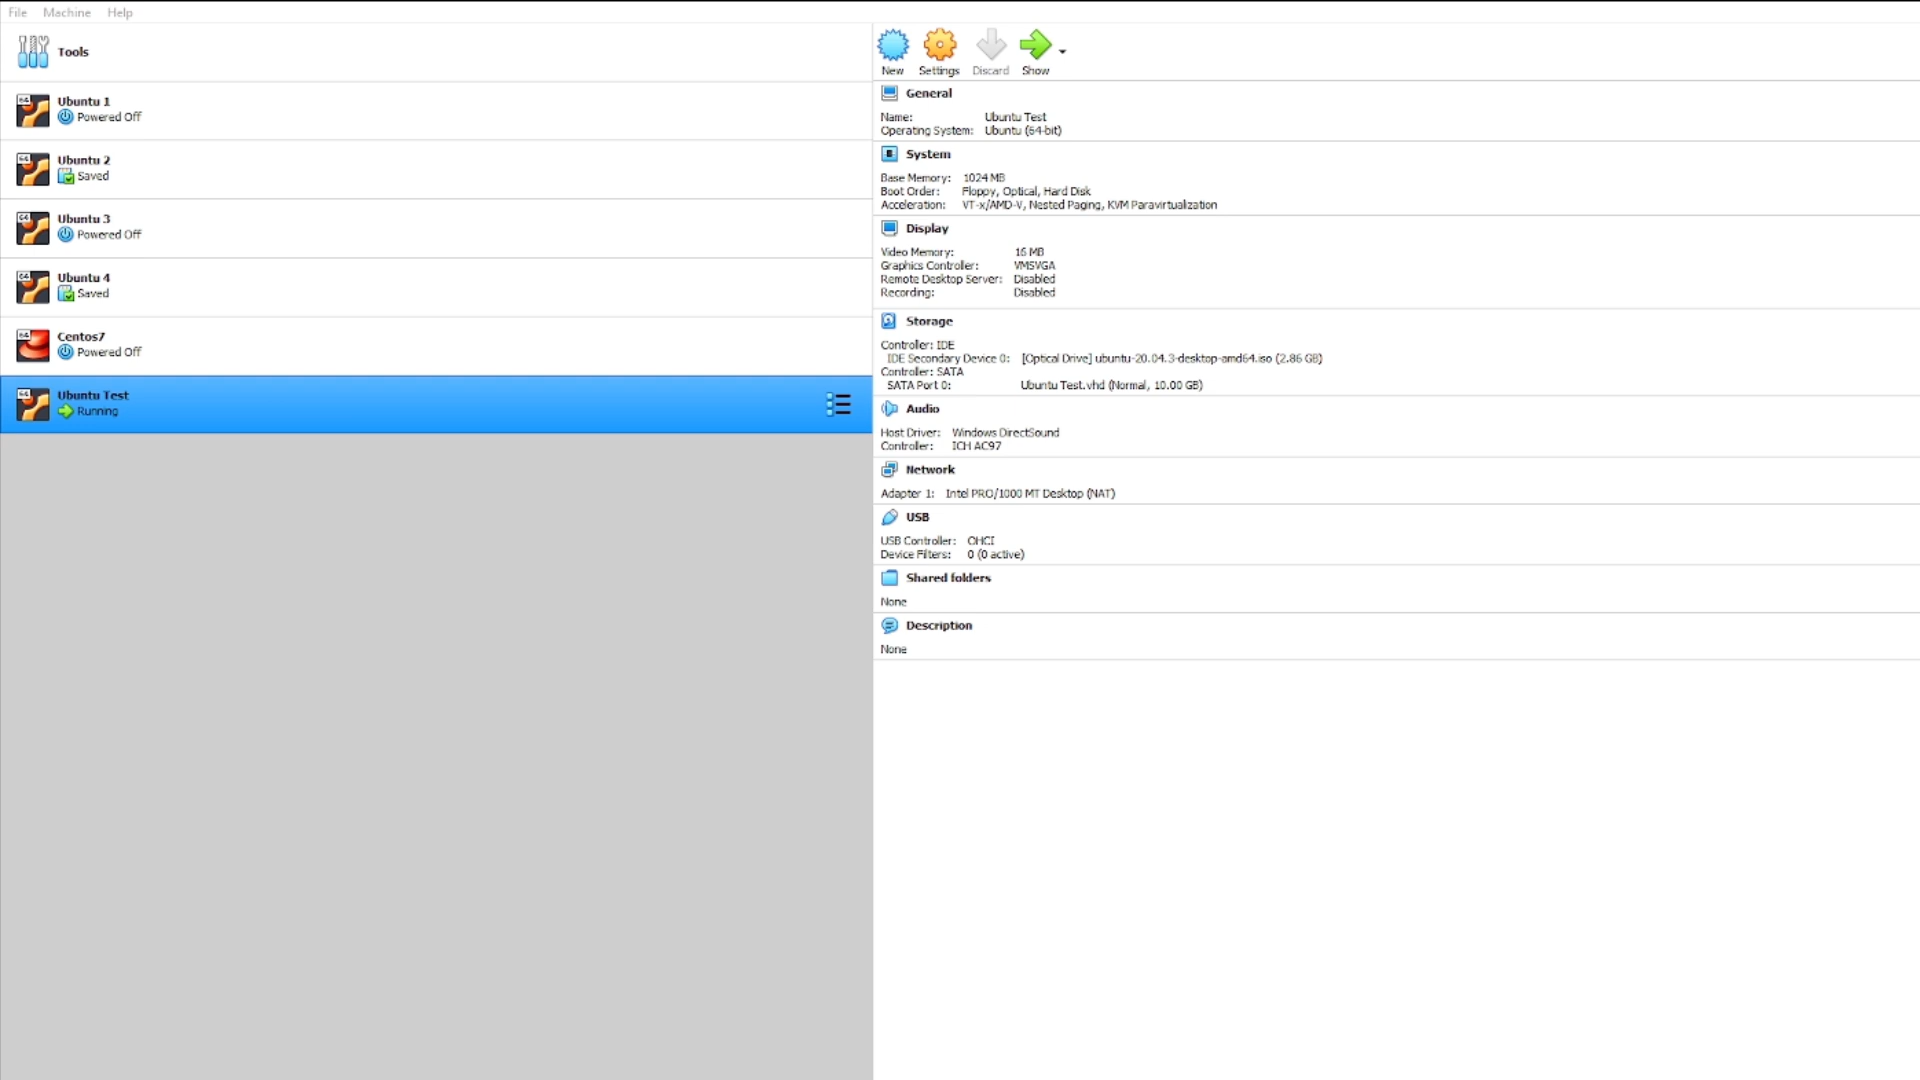 File Machine Help
Tools
Ubuntu 1
Powered Off
Ubuntu 2
Saved
Ubuntu 3
Powered Off
Ubuntu 4
Saved
Centos7
Powered Off
Ubuntu Test
Running
New Settings Discard Show
General
Name: Ubuntu Test
Operating System: Ubuntu (64-bit)
System
Base Memory: 1024 MB
Boot Order: Floppy, Optical, Hard Disk
Acceleration: VT-x/AMD-V, Nested Paging, KVM Paravirtualization
Display
Video Memory: 16 MB
Graphics Controller: VMSVGA
Remote Desktop Server: Disabled
Recording: Disabled
Storage
Controller: IDE
IDE Secondary Device 0: [Optical Drive] ubuntu-20.04.3-desktop-amd64.iso (2.86 GB)
Controller: SATA
SATA Port 0: Ubuntu Test.vhd (Normal, 10.00 GB)
Audio
Host Driver: Windows DirectSound
Controller: ICH AC97
Network
Adapter 1: Intel PRO/1000 MT Desktop (NAT)
USB
USB Controller: OHCI
Device Filters: 0 (0 active)
Shared folders
None
Description
None